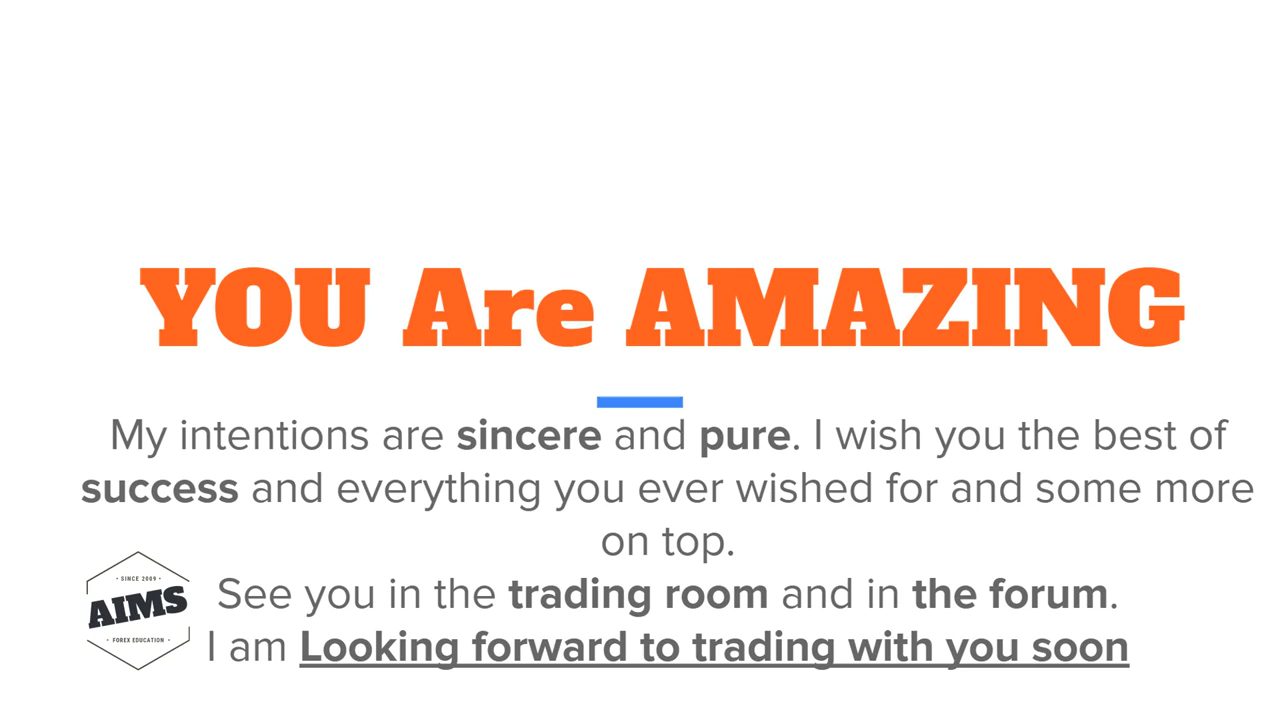 YOU Are AMAZING
My intentions are sincere and pure. I wish you the best of
success and everything you ever wished for and some more
on top.
See you in the trading room and in the forum.
I am Looking forward to trading with you soon
• SINCE 2009 •
AIMS
• FOREX EDUCATION •